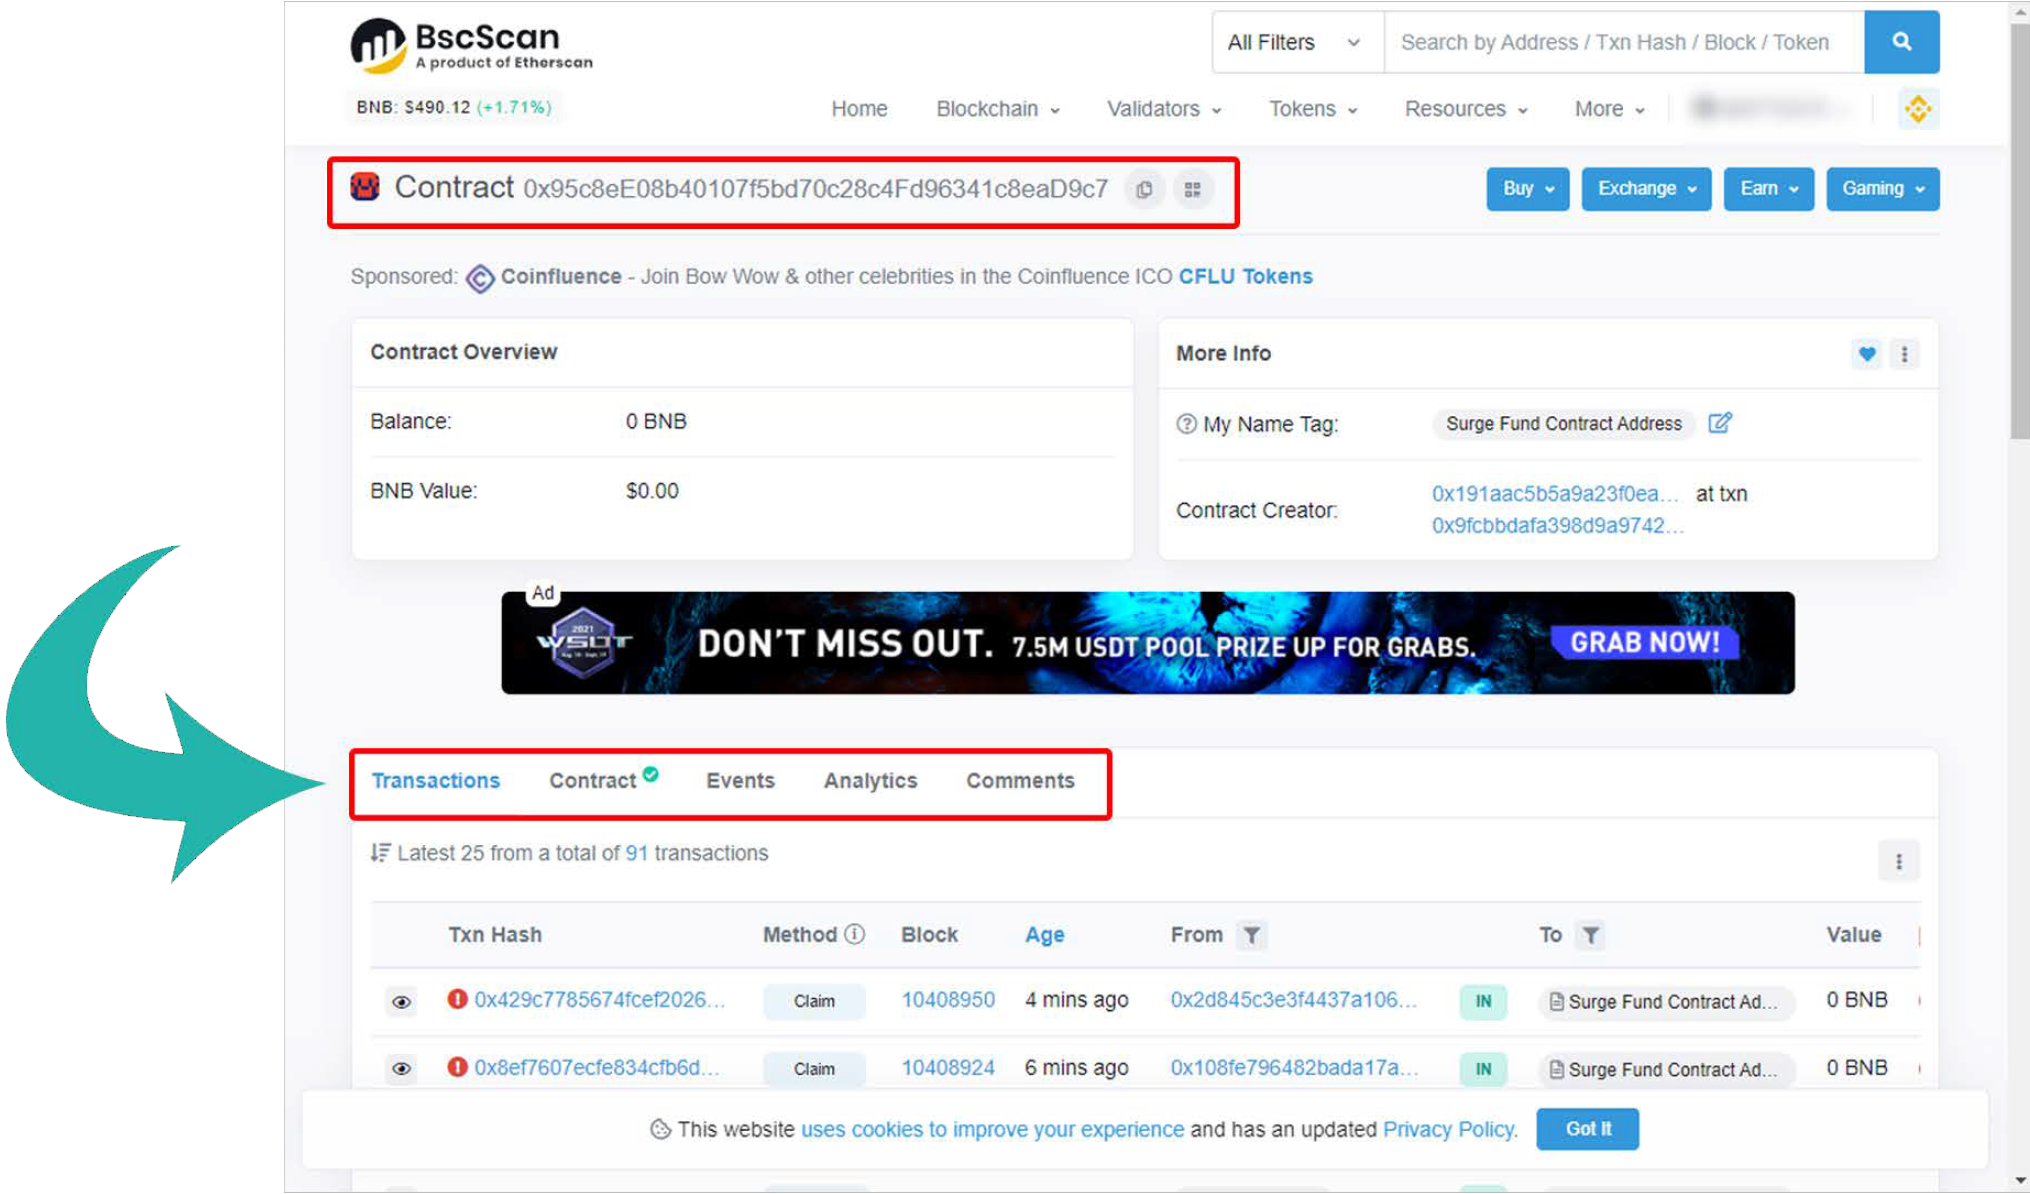 BscScan
A product of Etherscan
All Filters
Search by Address / Txn Hash / Block / Token
BNB: $490.12 (+1.71%)
Home Blockchain Validators Tokens Resources More
Contract 0x95c8eE08b40107f5bd70c28c4Fd96341c8eaD9c7
Buy Exchange Earn Gaming
Sponsored: Coinfluence - Join Bow Wow & other celebrities in the Coinfluence ICO CFLU Tokens
Contract Overview
Balance: 0 BNB
BNB Value: $0.00
More Info
My Name Tag: Surge Fund Contract Address
Contract Creator: 0x191aac5b5a9a23f0ea... at txn
0x9fcbbdafa398d9a9742...
Ad
2021
WSOT
DON'T MISS OUT. 7.5M USDT POOL PRIZE UP FOR GRABS. GRAB NOW!
Transactions Contract Events Analytics Comments
Latest 25 from a total of 91 transactions
Txn Hash Method Block Age From To Value
0x429c7785674fcef2026... Claim 10408950 4 mins ago 0x2d845c3e3f4437a106... IN Surge Fund Contract Ad... 0 BNB
0x8ef7607ecfe834cfb6d... Claim 10408924 6 mins ago 0x108fe796482bada17a... IN Surge Fund Contract Ad... 0 BNB
This website uses cookies to improve your experience and has an updated Privacy Policy. Got It